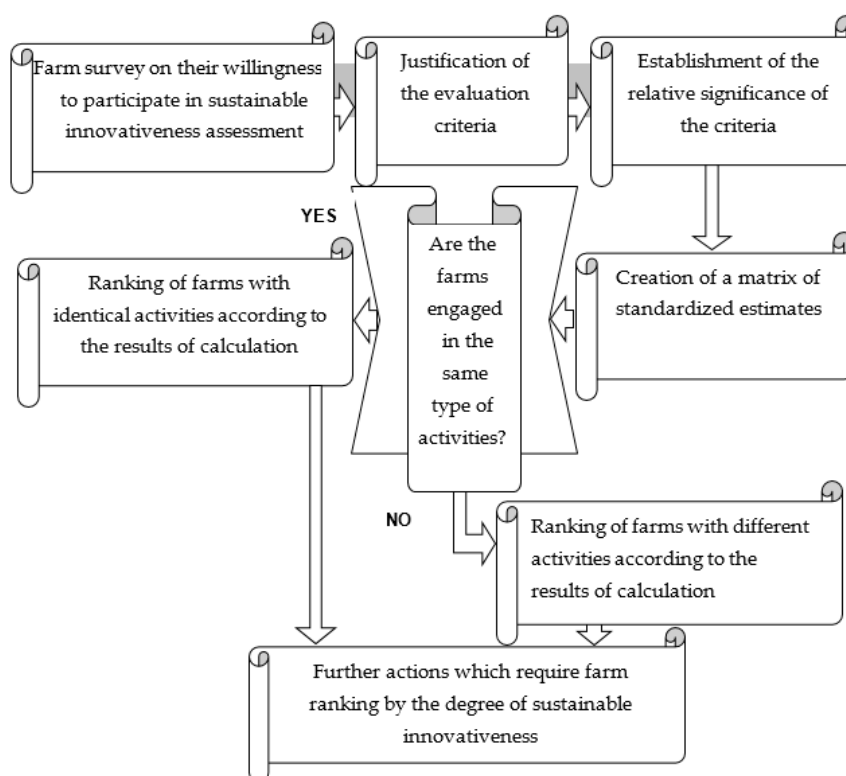 Farm survey on their willingness
to participate in sustainable
innovativeness assessment
Justification of
the evaluation
criteria
Establishment of the
relative significance of
the criteria
Creation of a matrix of
standardized estimates
Are the
farms
engaged
in the
same
type of
activities?
YES
Ranking of farms with
identical activities according to
the results of calculation
NO
Ranking of farms with different
activities according to the
results of calculation
Further actions which require farm
ranking by the degree of sustainable
innovativeness